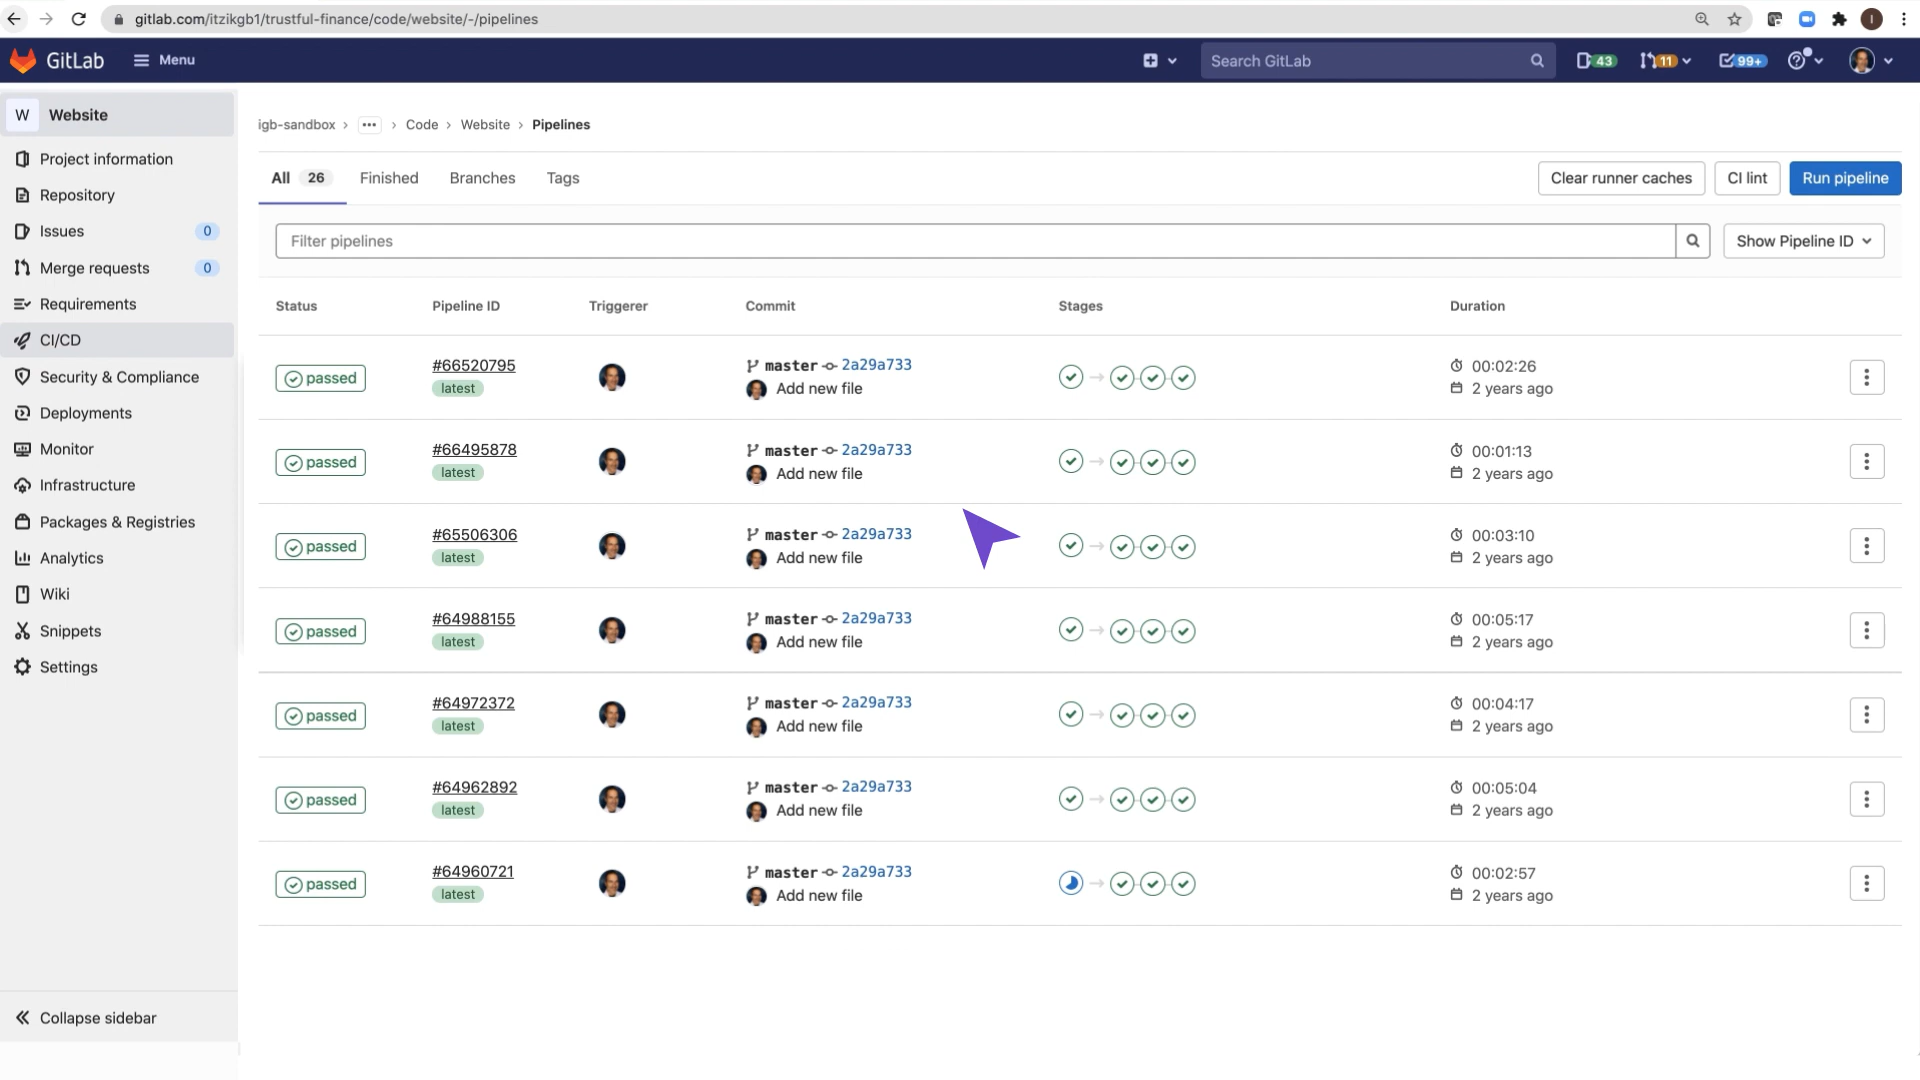 gitlab.com/itzikgb1/trustful-finance/code/website/-/pipelines
I
GitLab
Menu
Search GitLab
43
11
99+
W
Website
Project information
Repository
Issues
0
Merge requests
0
Requirements
CI/CD
Security & Compliance
Deployments
Monitor
Infrastructure
Packages & Registries
Analytics
Wiki
Snippets
Settings
Collapse sidebar
igb-sandbox › ••• › Code › Website › Pipelines
All 26 Finished Branches Tags
Clear runner caches
CI lint
Run pipeline
Filter pipelines
Show Pipeline ID
Status Pipeline ID Triggerer Commit Stages Duration
passed #66520795 master 2a29a733 00:02:26
latest Add new file 2 years ago
passed #66495878 master 2a29a733 00:01:13
latest Add new file 2 years ago
passed #65506306 master 2a29a733 00:03:10
latest Add new file 2 years ago
passed #64988155 master 2a29a733 00:05:17
latest Add new file 2 years ago
passed #64972372 master 2a29a733 00:04:17
latest Add new file 2 years ago
passed #64962892 master 2a29a733 00:05:04
latest Add new file 2 years ago
passed #64960721 master 2a29a733 00:02:57
latest Add new file 2 years ago